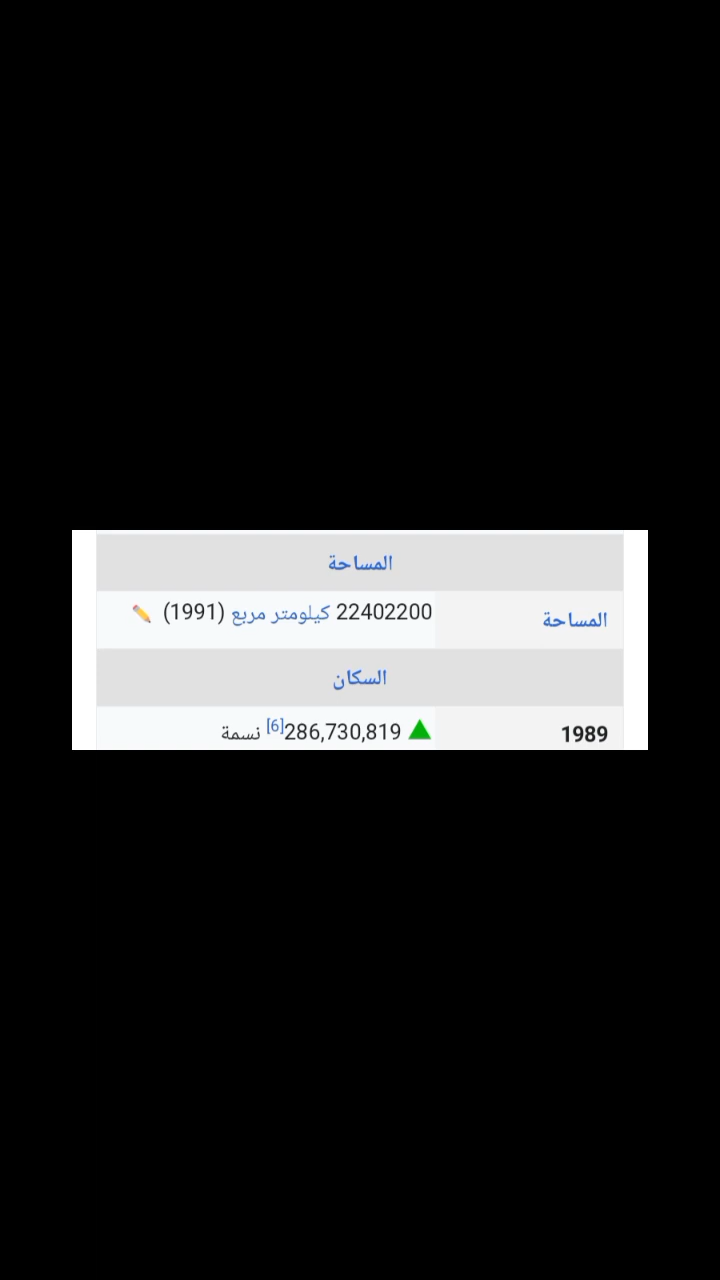 المساحة
المساحة 22402200 كيلومتر مربع (1991)
السكان
1989 286,730,819[6] نسمة